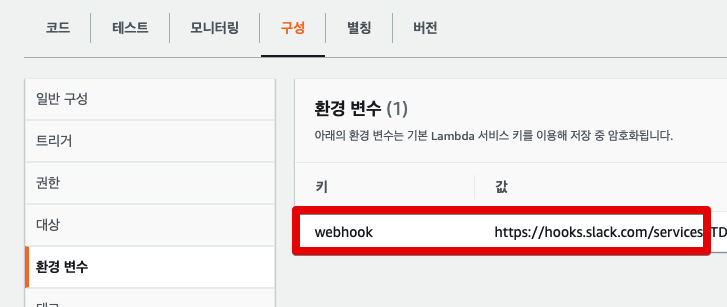 코드 테스트 모니터링 구성 별칭 버전
일반 구성
트리거
권한
대상
환경 변수
환경 변수 (1)
아래의 환경 변수는 기본 Lambda 서비스 키를 이용해 저장 중 암호화됩니다.
키 값
webhook https://hooks.slack.com/services TD